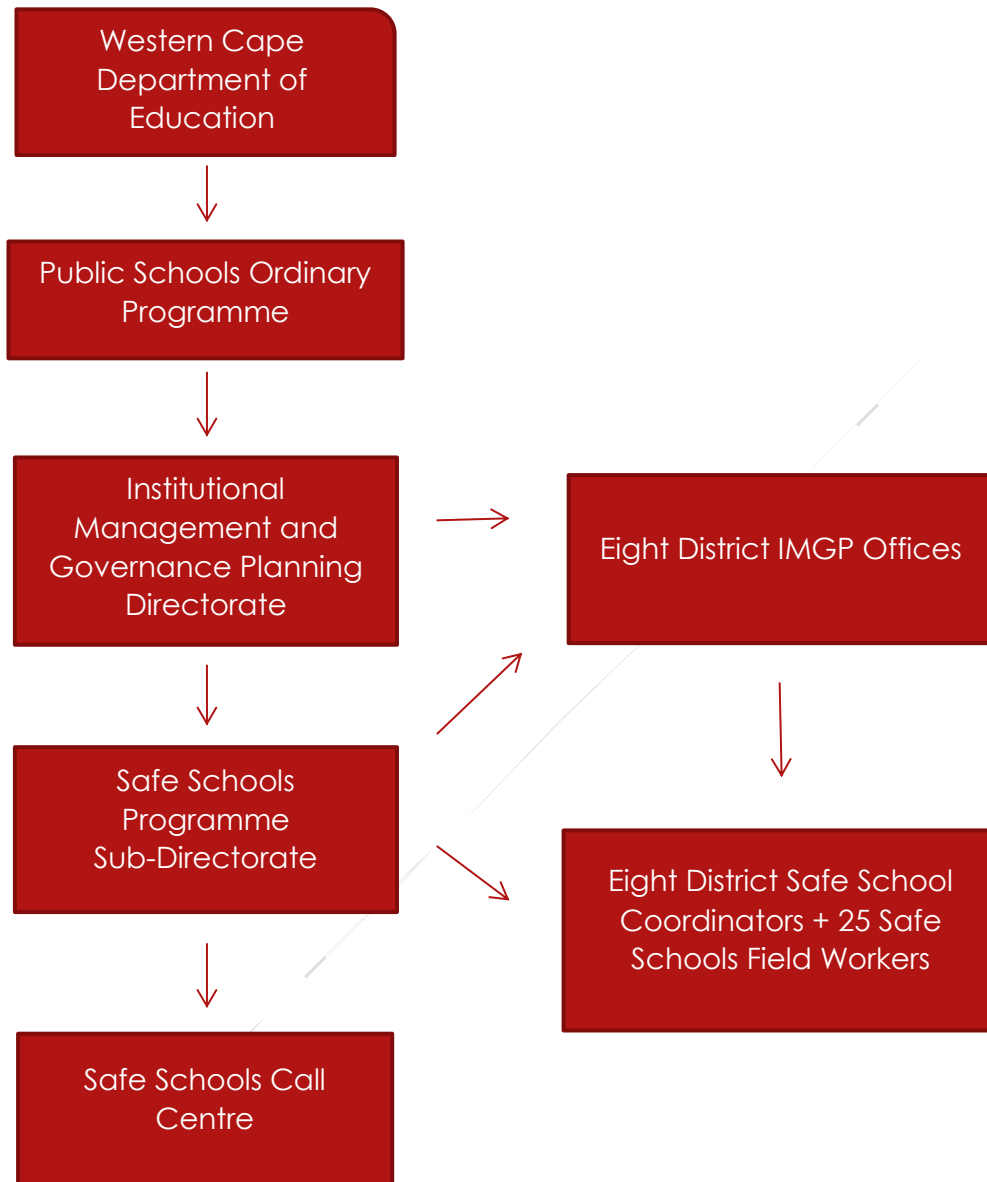 Western Cape
Department of
Education
Public Schools Ordinary
Programme
Institutional
Management and
Governance Planning
Directorate
Eight District IMGP Offices
Safe Schools
Programme
Sub-Directorate
Eight District Safe School
Coordinators + 25 Safe
Schools Field Workers
Safe Schools Call
Centre